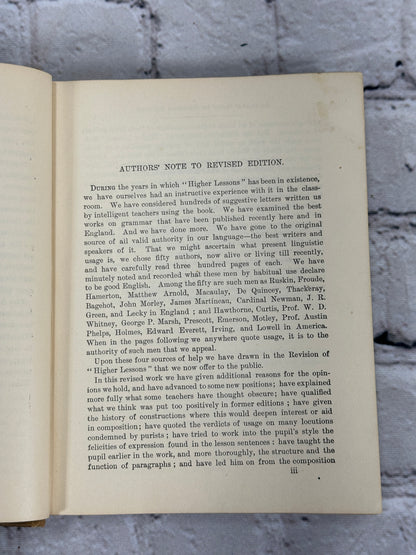 AUTHORS' NOTE TO REVISED EDITION.
DURING the years in which "Higher Lessons" has been in existence,
we have ourselves had an instructive experience with it in the class-
room. We have considered hundreds of suggestive letters written us
by intelligent teachers using the book. We have examined the best
works on grammar that have been published recently here and in
England. And we have done more. We have gone to the original
source of all valid authority in our language—the best writers and
speakers of it. That we might ascertain what present linguistic
usage is, we chose fifty authors, now alive or living till recently,
and have carefully read three hundred pages of each. We have
minutely noted and recorded what these men by habitual use declare
to be good English. Among the fifty are such men as Ruskin, Froude,
Hamerton, Matthew Arnold, Macaulay, De Quincey, Thackeray,
Bagehot, John Morley, James Martineau, Cardinal Newman, J. R.
Green, and Lecky in England; and Hawthorne, Curtis, Prof. W. D.
Whitney, George P. Marsh, Prescott, Emerson, Motley, Prof. Austin
Phelps, Holmes, Edward Everett, Irving, and Lowell in America.
When in the pages following we anywhere quote usage, it is to the
authority of such men that we appeal.
Upon these four sources of help we have drawn in the Revision of
"Higher Lessons" that we now offer to the public.
In this revised work we have given additional reasons for the opin-
ions we hold, and have advanced to some new positions; have explained
more fully what some teachers have thought obscure; have qualified
what we think was put too positively in former editions; have given
the history of constructions where this would deepen interest or aid
in composition; have quoted the verdicts of usage on many locutions
condemned by purists; have tried to work into the pupil's style the
felicities of expression found in the lesson sentences; have taught the
pupil earlier in the work, and more thoroughly, the structure and the
function of paragraphs; and have led him on from the composition
iii